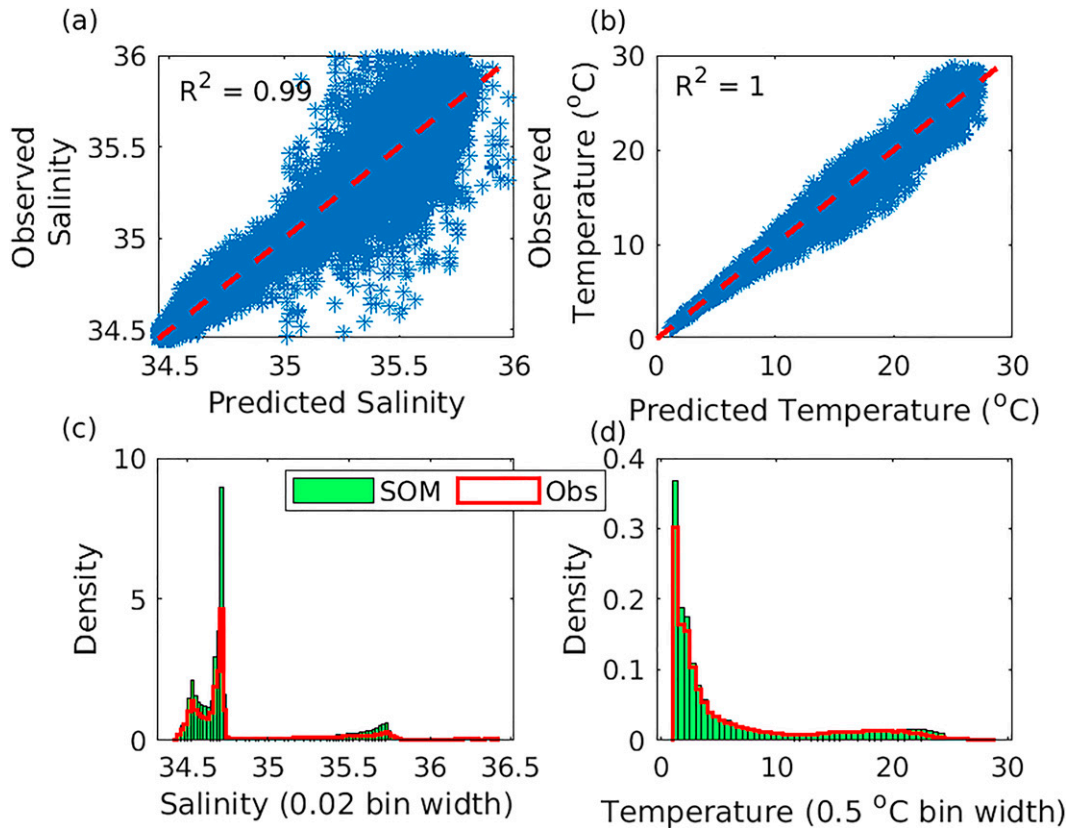 (a)
R² = 0.99
Observed
Salinity
36
35.5
35
34.5
34.5 35 35.5 36
Predicted Salinity
(b)
R² = 1
Observed
Temperature (°C)
30
20
10
0
0 10 20 30
Predicted Temperature (°C)
(c)
Density
10
5
0
SOM Obs
34.5 35 35.5 36 36.5
Salinity (0.02 bin width)
(d)
Density
0.4
0.3
0.2
0.1
0
0 10 20 30
Temperature (0.5 °C bin width)